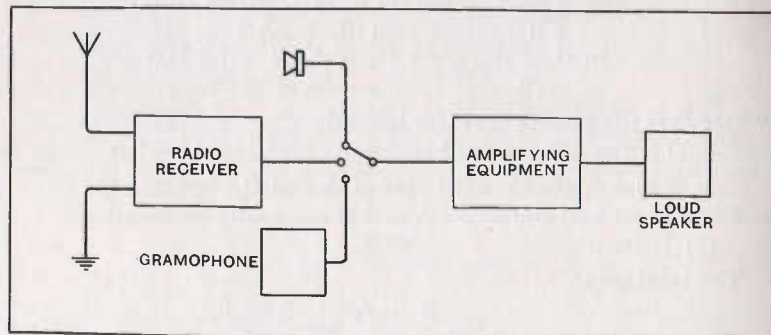 RADIO
RECEIVER
GRAMOPHONE
AMPLIFYING
EQUIPMENT
LOUD
SPEAKER